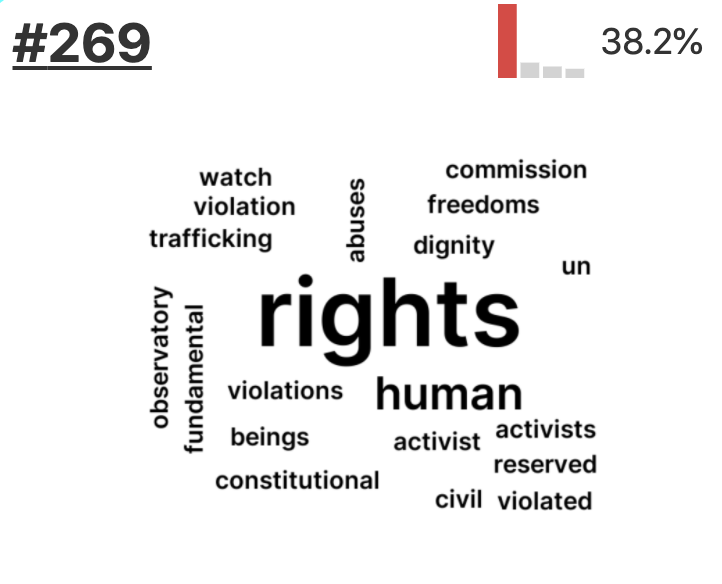 #269
38.2%
watch
commission
violation
abuses
freedoms
trafficking
dignity
un
rights
observatory
fundamental
violations
human
beings
activist
activists
reserved
constitutional
civil
violated